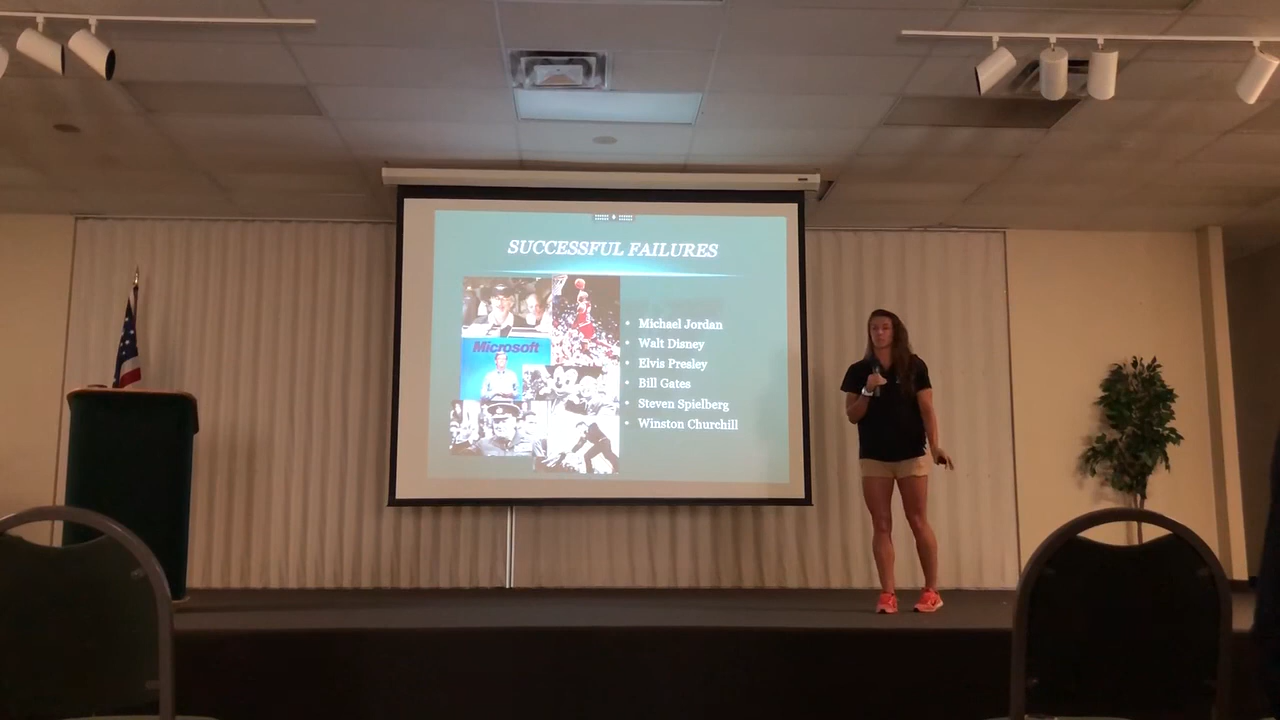 SUCCESSFUL FAILURES
Microsoft
Michael Jordan
Walt Disney
Elvis Presley
Bill Gates
Steven Spielberg
Winston Churchill